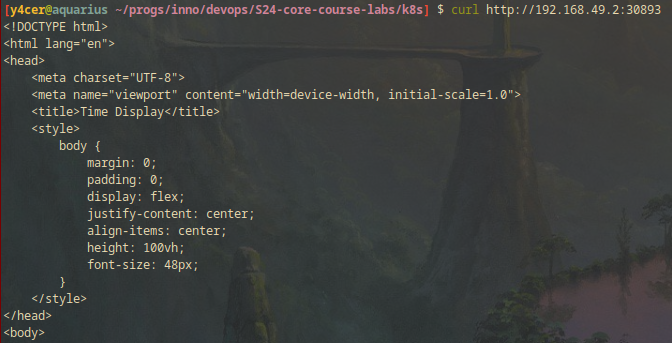 [y4cer@aquarius ~/progs/inno/devops/S24-core-course-labs/k8s] $ curl http://192.168.49.2:30893
<!DOCTYPE html>
<html lang="en">
<head>
    <meta charset="UTF-8">
    <meta name="viewport" content="width=device-width, initial-scale=1.0">
    <title>Time Display</title>
    <style>
        body {
            margin: 0;
            padding: 0;
            display: flex;
            justify-content: center;
            align-items: center;
            height: 100vh;
            font-size: 48px;
        }
    </style>
</head>
<body>